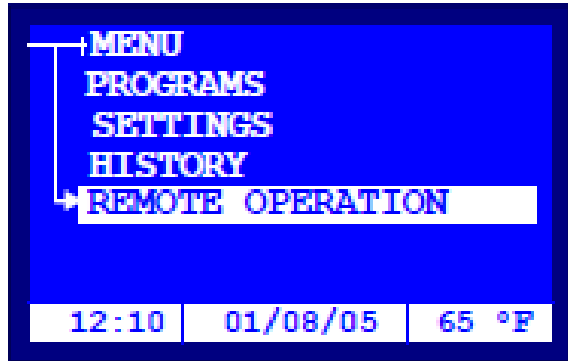 MENU
PROGRAMS
SETTINGS
HISTORY
REMOTE OPERATION
12:10 01/08/05 65 °F